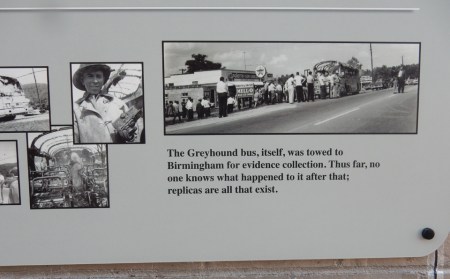 The Greyhound bus, itself, was towed to
Birmingham for evidence collection. Thus far, no
one knows what happened to it after that;
replicas are all that exist.